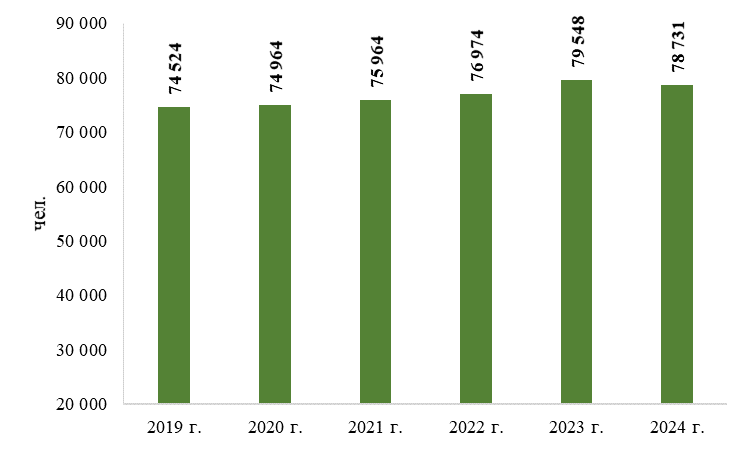 90 000
80 000
70 000
60 000
50 000
40 000
30 000
20 000
чел.
74 524
74 964
75 964
76 974
79 548
78 731
2019 г.
2020 г.
2021 г.
2022 г.
2023 г.
2024 г.